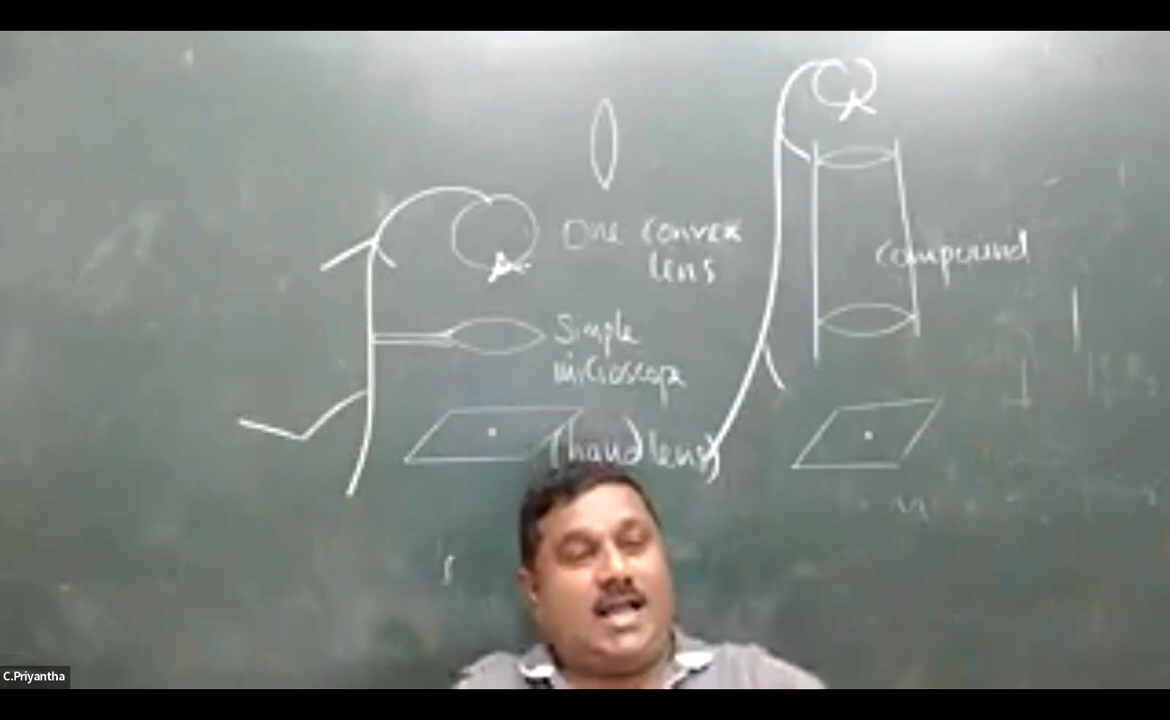 One convex
lens
Simple
microscope
(hand lens)
compound
C.Priyantha